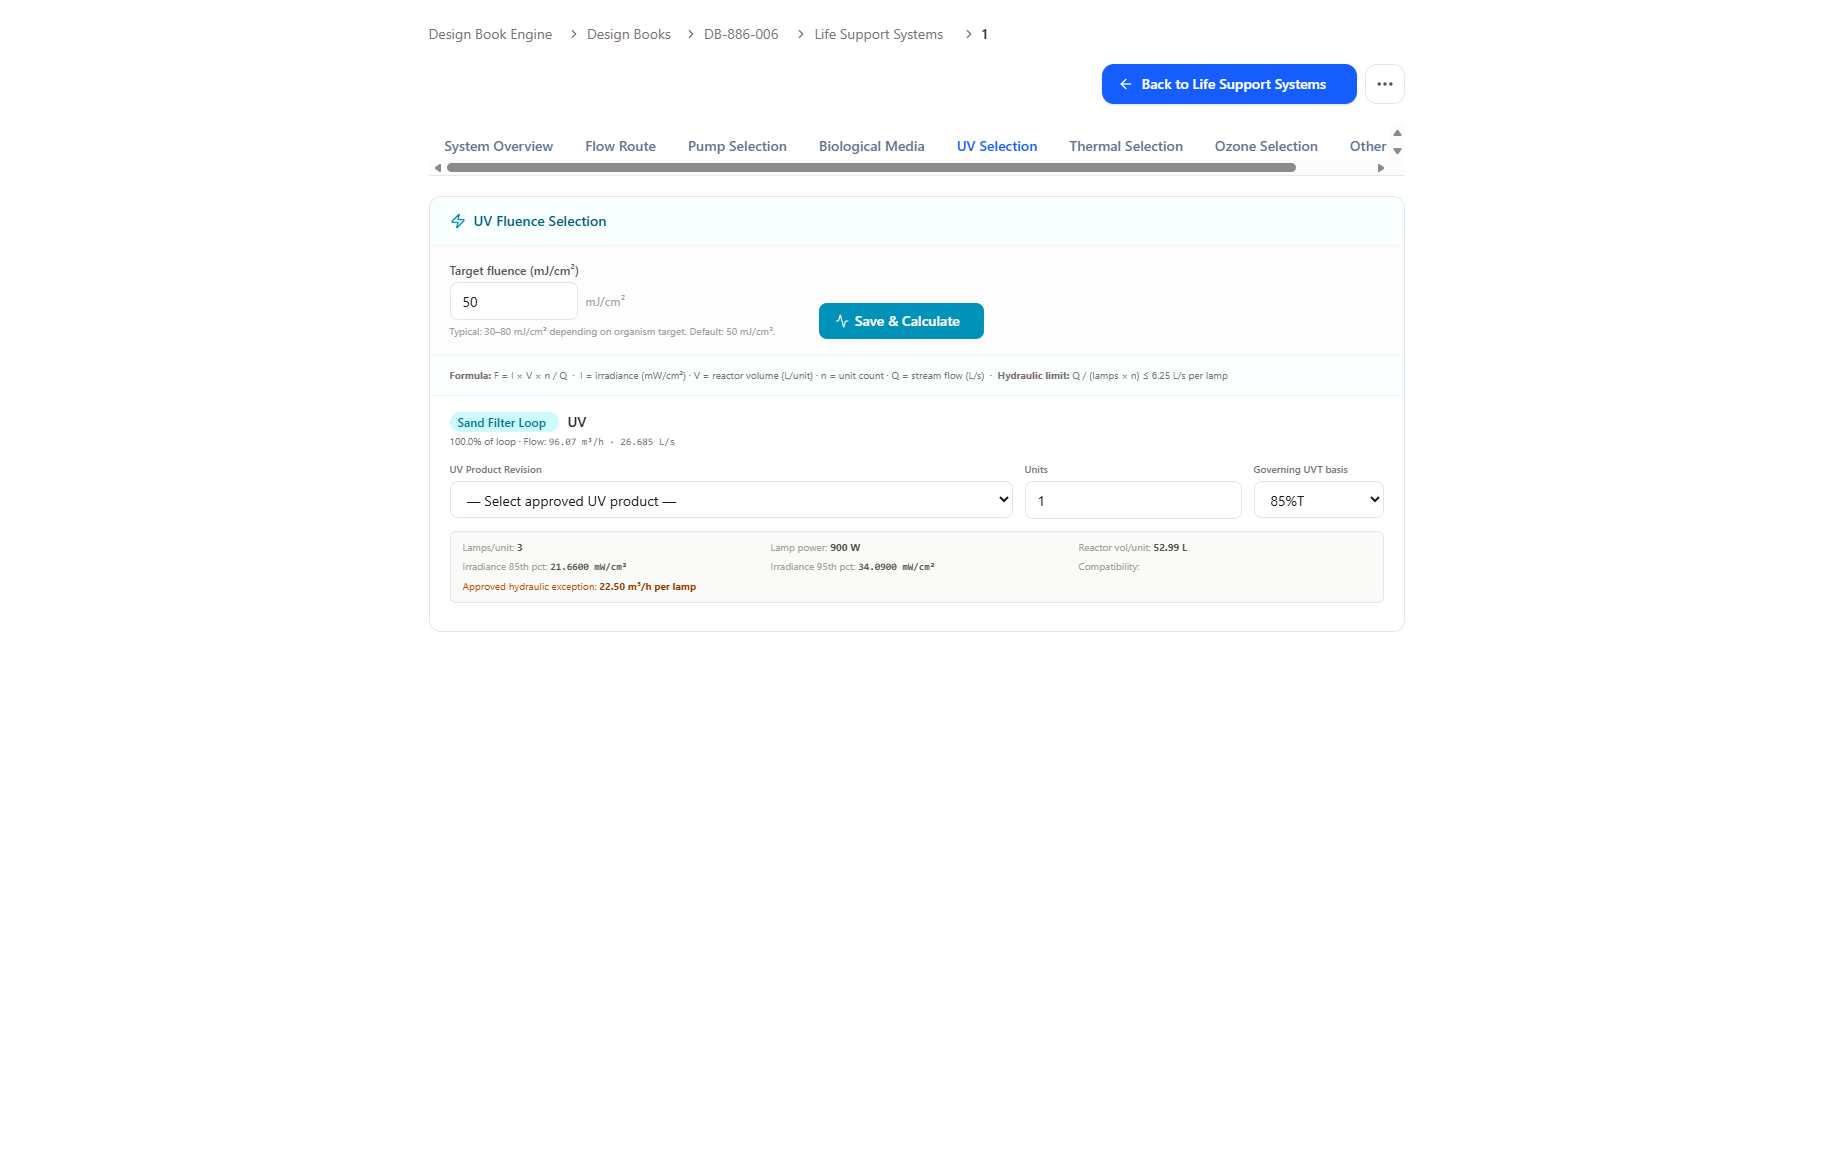 Design Book Engine > Design Books > DB-886-006 > Life Support Systems > 1
← Back to Life Support Systems
System Overview Flow Route Pump Selection Biological Media UV Selection Thermal Selection Ozone Selection Other
UV Fluence Selection
Target fluence (mJ/cm²)
50 mJ/cm²
Typical: 30–80 mJ/cm² depending on organism target. Default: 50 mJ/cm².
Save & Calculate
Formula: F = I × V × n / Q · I = irradiance (mW/cm²) · V = reactor volume (L/unit) · n = unit count · Q = stream flow (L/s) · Hydraulic limit: Q / (lamps × n) ≤ 6.25 L/s per lamp
Sand Filter Loop UV
100.0% of loop · Flow: 96.07 m³/h · 26.685 L/s
UV Product Revision Units Governing UVT basis
— Select approved UV product — 1 85%T
Lamps/unit: 3 Lamp power: 900 W Reactor vol/unit: 52.99 L
Irradiance 85th pct: 21.6600 mW/cm² Irradiance 95th pct: 34.0900 mW/cm² Compatibility:
Approved hydraulic exception: 22.50 m³/h per lamp